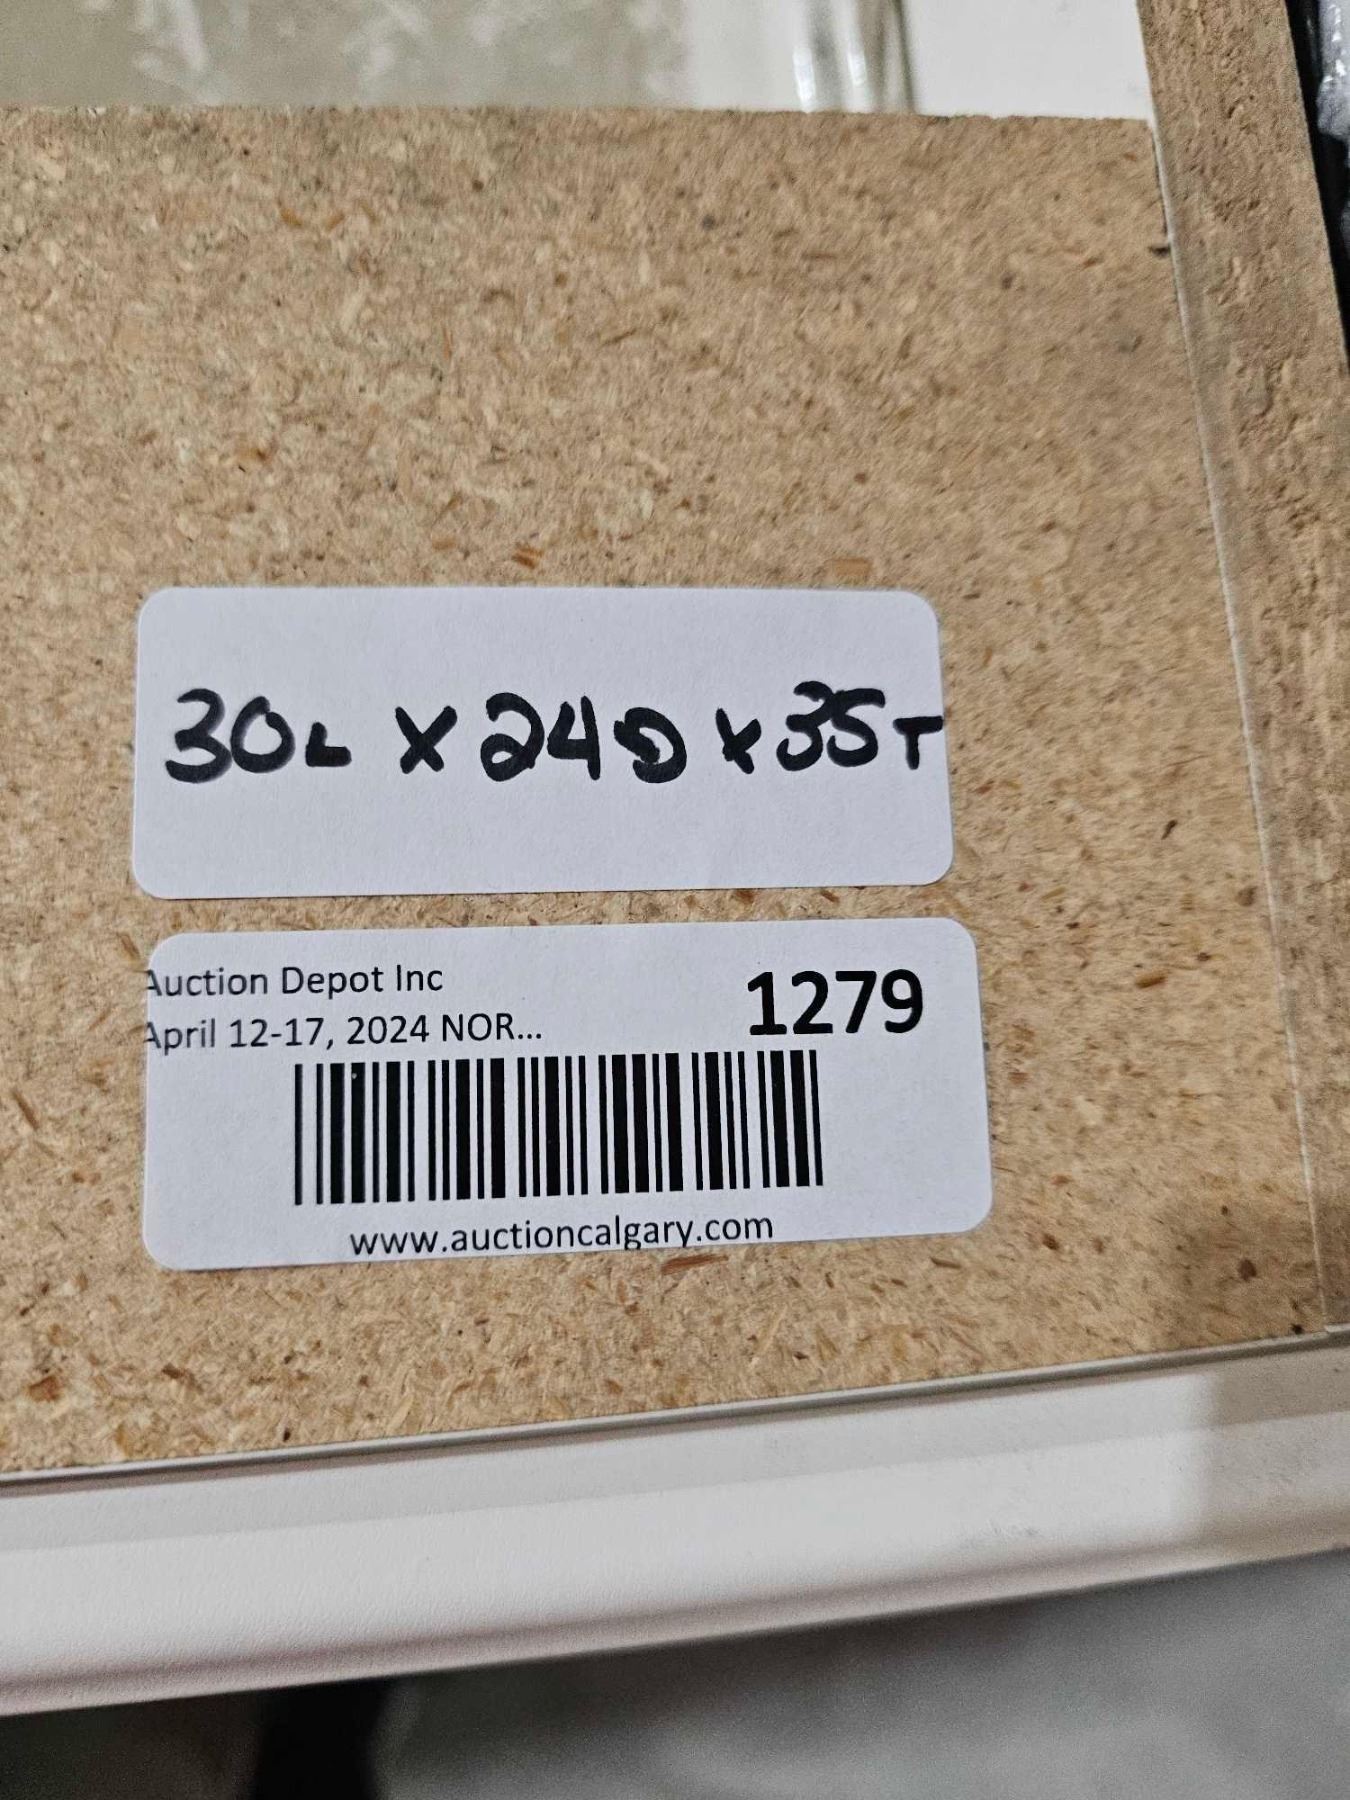 30L x 24D x 35T
Auction Depot Inc
1279
April 12-17, 2024 NOR...
www.auctioncalgary.com